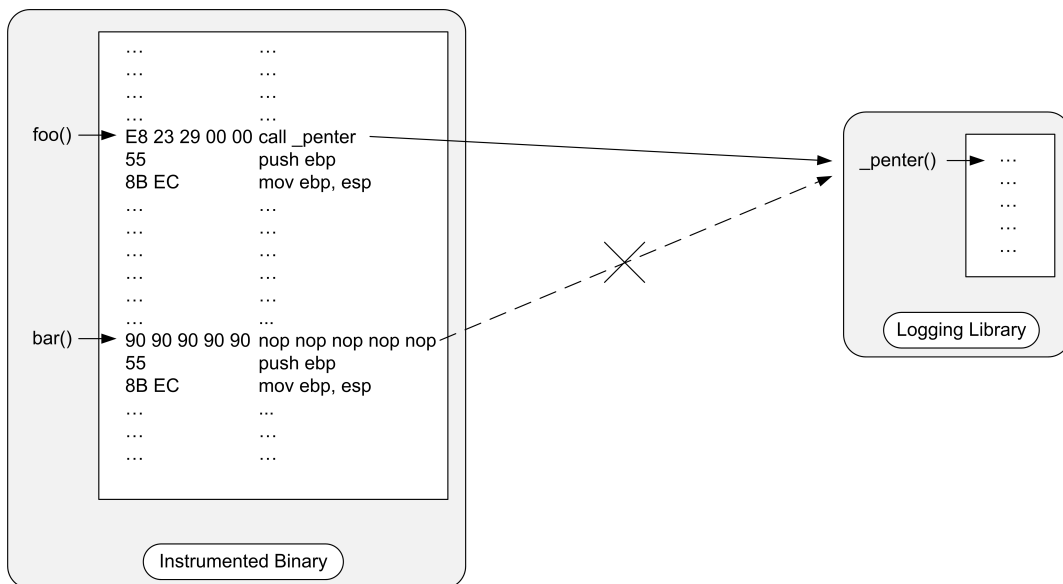 … …
… …
… …
… …
foo() E8 23 29 00 00 call _penter
55 push ebp
8B EC mov ebp, esp
… …
… …
… …
… …
… …
… ...
bar() 90 90 90 90 90 nop nop nop nop nop
55 push ebp
8B EC mov ebp, esp
… ...
… …
… …
Instrumented Binary
_penter() …
…
…
…
…
Logging Library